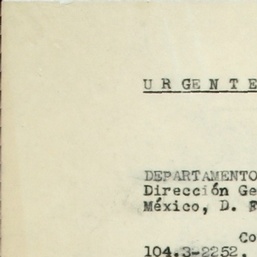 U R G E N T E
DEPARTAMENTO
Dirección Ge
México, D. F
Co
104.3-2252.